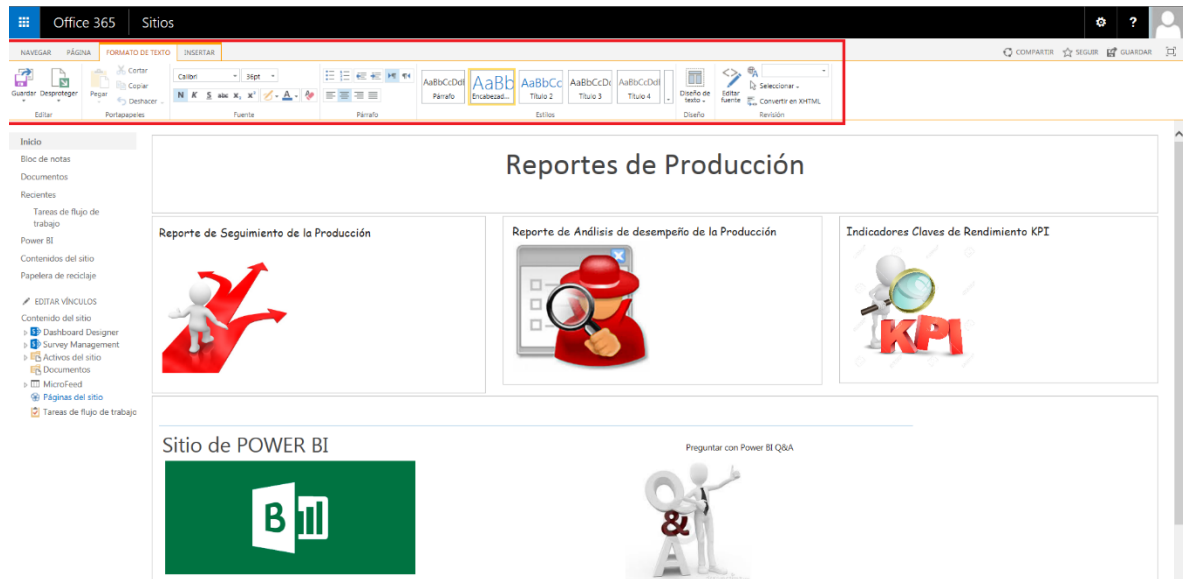 Office 365 Sitios ?
NAVEGAR PÁGINA FORMATO DE TEXTO INSERTAR COMPARTIR SEGUIR GUARDAR
Guardar Desproteger Pegar Cortar Copiar Deshacer
Calibri 36pt
N K S abc x, x² A
AaBbCcDdI AaBb AaBbCc AaBbCcDc AaBbCcDdI
Párrafo Encabezad... Título 2 Título 3 Título 4
Diseño de texto Editar fuente Seleccionar Convertir en XHTML
Editar Portapapeles Fuente Párrafo Estilos Diseño Revisión
Inicio
Bloc de notas
Documentos
Recientes
Tareas de flujo de
trabajo
Power BI
Contenidos del sitio
Papelera de reciclaje
EDITAR VÍNCULOS
Contenido del sitio
Dashboard Designer
Survey Management
Activos del sitio
Documentos
MicroFeed
Páginas del sitio
Tareas de flujo de trabajo
Reportes de Producción
Reporte de Seguimiento de la Producción
Reporte de Análisis de desempeño de la Producción
Indicadores Claves de Rendimiento KPI
KPI
Sitio de POWER BI
B
Preguntar con Power BI Q&A
Q
&
A